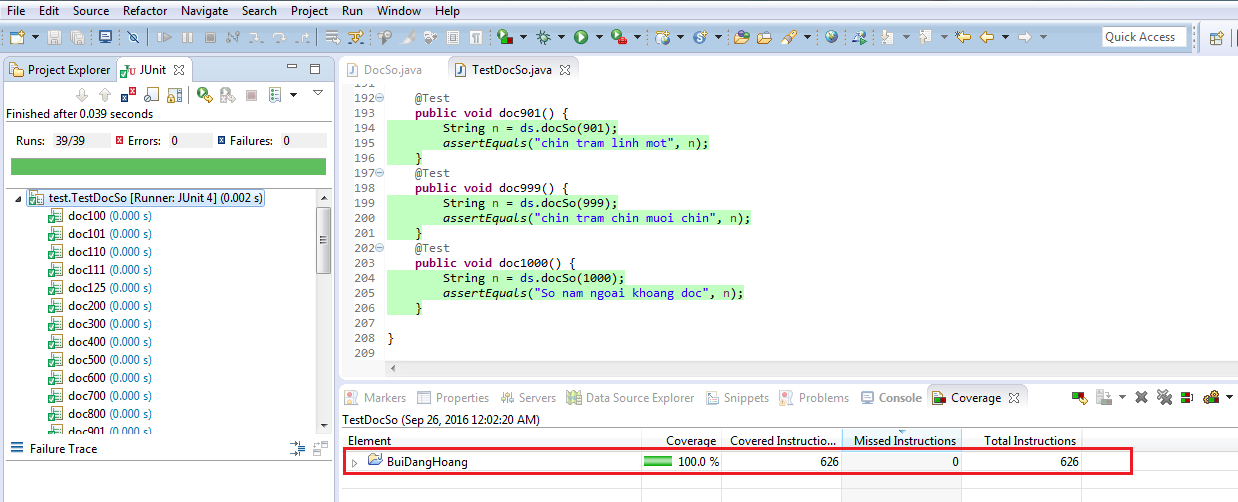 File Edit Source Refactor Navigate Search Project Run Window Help
Quick Access
Project Explorer JUnit
Finished after 0.039 seconds
Runs: 39/39 Errors: 0 Failures: 0
test.TestDocSo [Runner: JUnit 4] (0.002 s)
doc100 (0.000 s)
doc101 (0.000 s)
doc110 (0.000 s)
doc111 (0.000 s)
doc125 (0.000 s)
doc200 (0.000 s)
doc300 (0.000 s)
doc400 (0.000 s)
doc500 (0.000 s)
doc600 (0.000 s)
doc700 (0.000 s)
doc800 (0.000 s)
doc901 (0.000 s)
Failure Trace
DocSo.java TestDocSo.java
191
192 @Test
193 public void doc901() {
194 String n = ds.docSo(901);
195 assertEquals("chin tram linh mot", n);
196 }
197 @Test
198 public void doc999() {
199 String n = ds.docSo(999);
200 assertEquals("chin tram chin muoi chin", n);
201 }
202 @Test
203 public void doc1000() {
204 String n = ds.docSo(1000);
205 assertEquals("So nam ngoai khoang doc", n);
206 }
207
208 }
209
Markers Properties Servers Data Source Explorer Snippets Problems Console Coverage
TestDocSo (Sep 26, 2016 12:02:20 AM)
Element Coverage Covered Instructio... Missed Instructions Total Instructions
BuiDangHoang 100.0 % 626 0 626